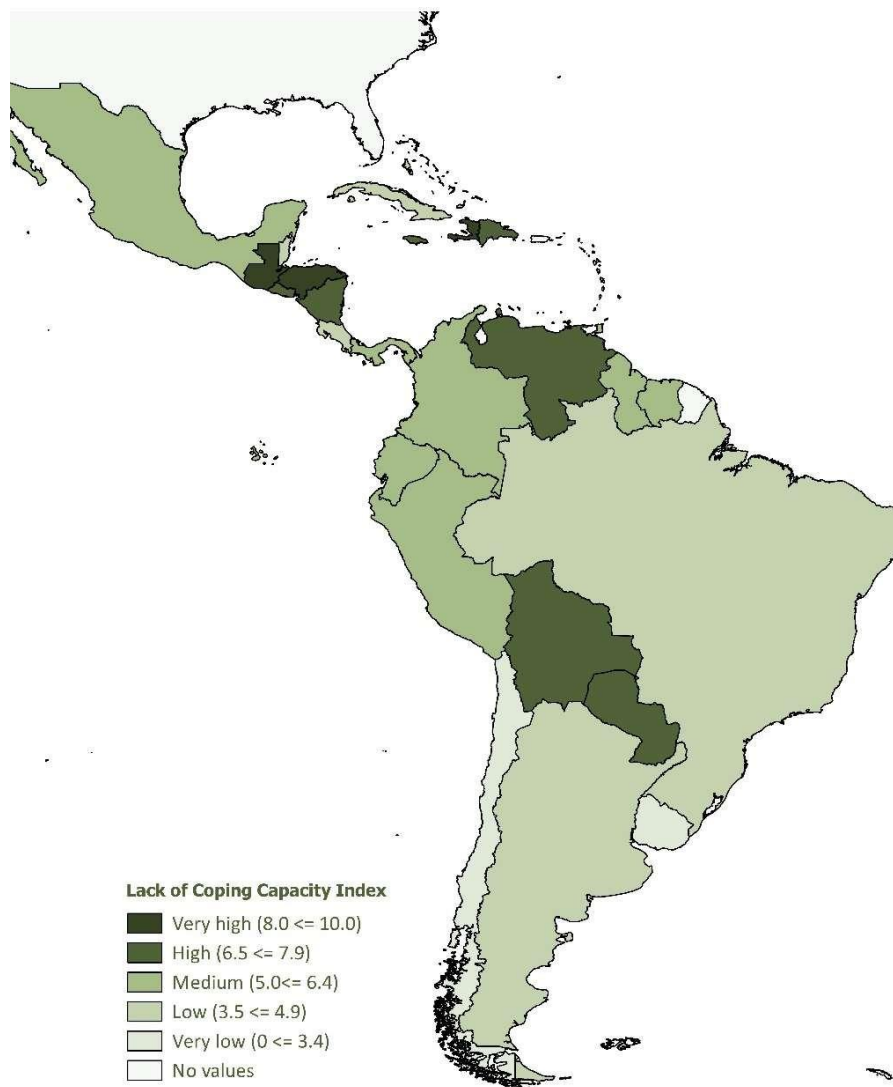 Lack of Coping Capacity Index
Very high (8.0 <= 10.0)
High (6.5 <= 7.9)
Medium (5.0<= 6.4)
Low (3.5 <= 4.9)
Very low (0 <= 3.4)
No values